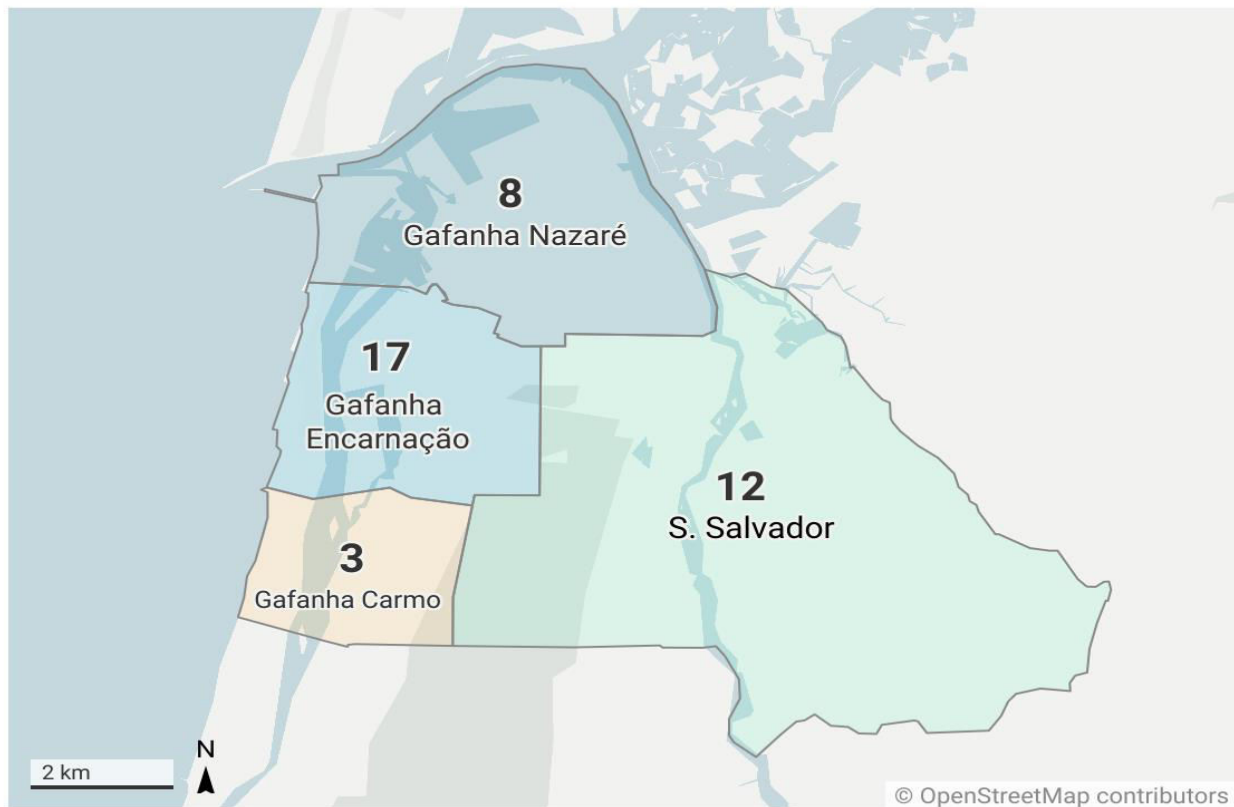 8
Gafanha Nazaré
17
Gafanha
Encarnação
12
S. Salvador
3
Gafanha Carmo
N
2 km
© OpenStreetMap contributors